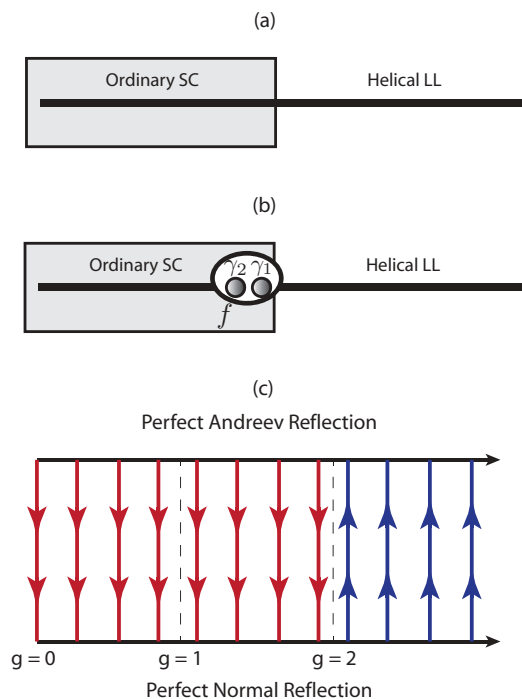 (a)
Ordinary SC
Helical LL
(b)
Ordinary SC
γ₂ γ₁
Helical LL
f
(c)
Perfect Andreev Reflection
g = 0
g = 1
g = 2
Perfect Normal Reflection